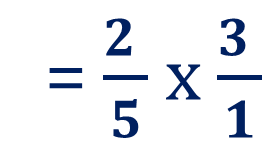 = 2/5 x 3/1